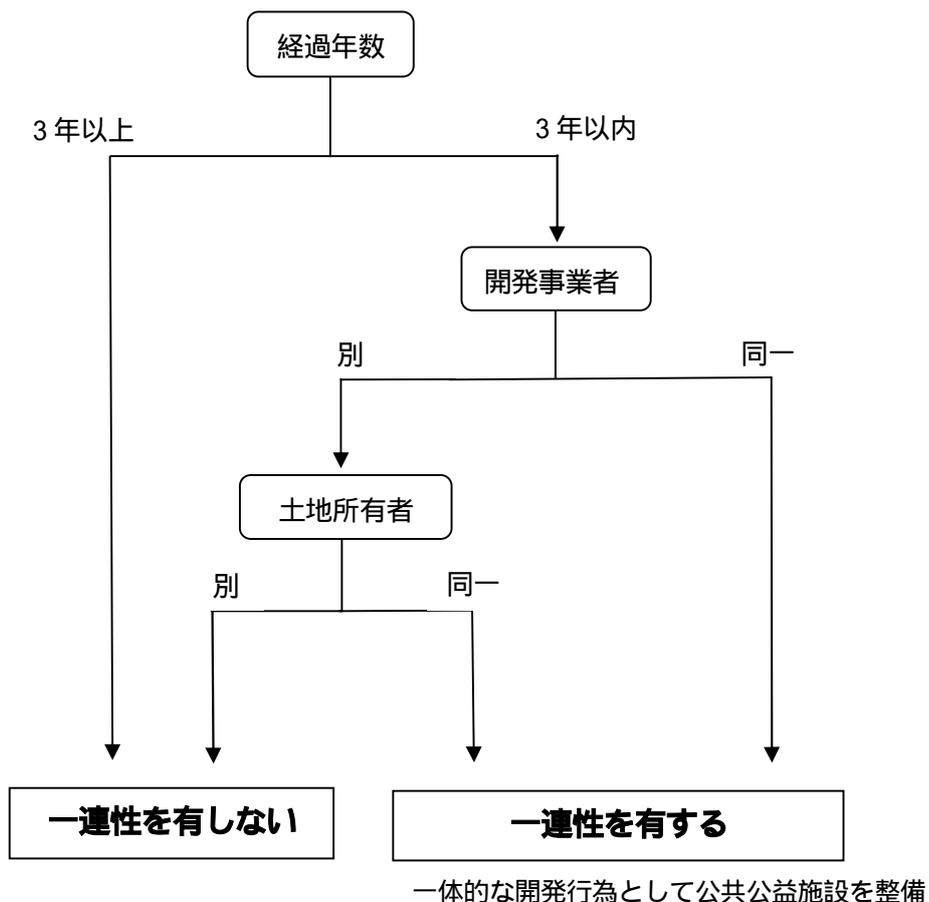 経過年数
3年以上
3年以内
開発事業者
別
同一
土地所有者
別
同一
一連性を有しない
一連性を有する
一体的な開発行為として公共公益施設を整備